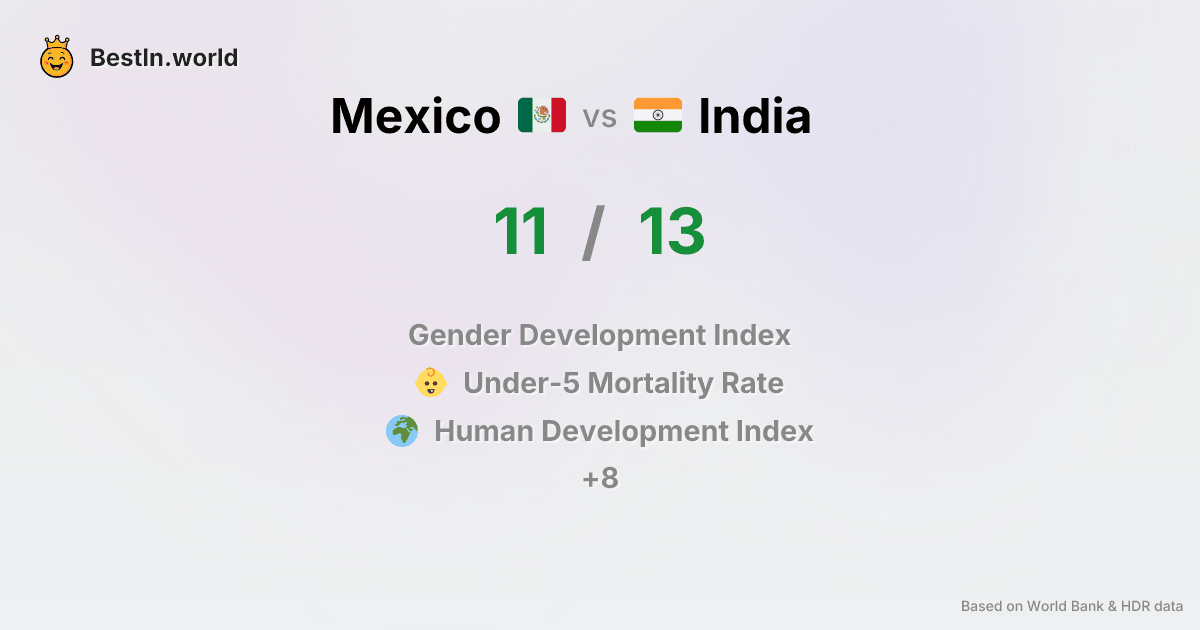 BestIn.world
Mexico vs India
11 / 13
Gender Development Index
Under-5 Mortality Rate
Human Development Index
+8
Based on World Bank & HDR data